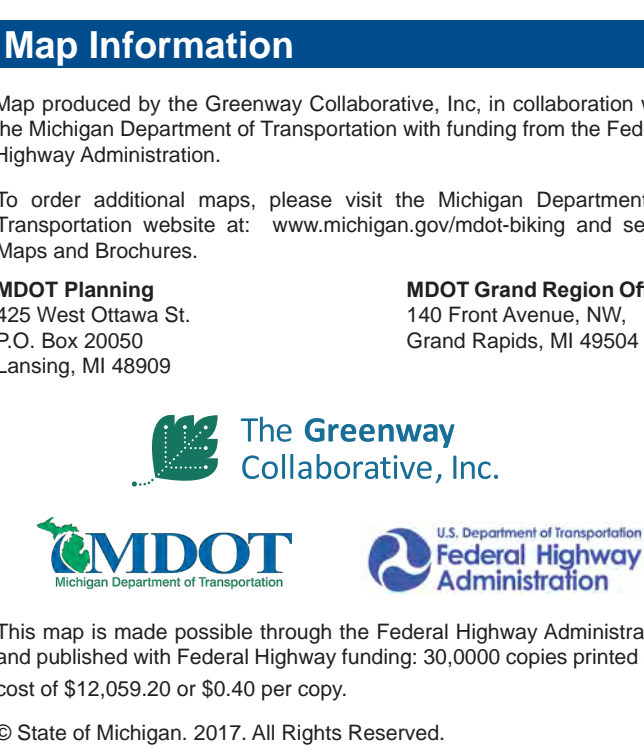 Map Information
Map produced by the Greenway Collaborative, Inc, in collaboration
the Michigan Department of Transportation with funding from the Fed
Highway Administration.
To order additional maps, please visit the Michigan Department
Transportation website at: www.michigan.gov/mdot-biking and se
Maps and Brochures.
MDOT Planning
425 West Ottawa St.
P.O. Box 20050
Lansing, MI 48909
MDOT Grand Region Of
140 Front Avenue, NW,
Grand Rapids, MI 49504
The Greenway
Collaborative, Inc.
MDOT
Michigan Department of Transportation
U.S. Department of Transportation
Federal Highway
Administration
This map is made possible through the Federal Highway Administra
and published with Federal Highway funding: 30,0000 copies printed
cost of $12,059.20 or $0.40 per copy.
© State of Michigan. 2017. All Rights Reserved.